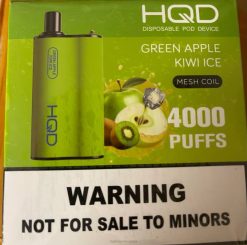 HQD
DISPOSABLE POD DEVICE
GREEN APPLE
KIWI ICE
MESH COIL
HQD
4000
PUFFS
WARNING
NOT FOR SALE TO MINORS